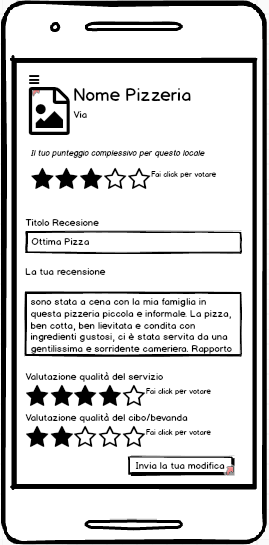 Nome Pizzeria
Via
Il tuo punteggio complessivo per questo locale
Fai click per votare
Titolo Recesione
Ottima Pizza
La tua recensione
sono stata a cena con la mia famiglia in
questa pizzeria piccola e informale. La pizza,
ben cotta, ben lievitata e condita con
ingredienti gustosi, ci è stata servita da una
gentilissima e sorridente cameriera. Rapporto
Valutazione qualità del servizio
Fai click per votare
Valutazione qualità del cibo/bevanda
Fai click per votare
Invia la tua modifica